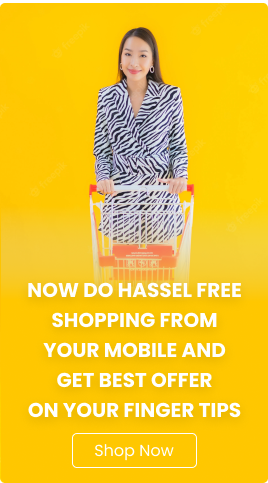 NOW DO HASSEL FREE
SHOPPING FROM
YOUR MOBILE AND
GET BEST OFFER
ON YOUR FINGER TIPS
Shop Now